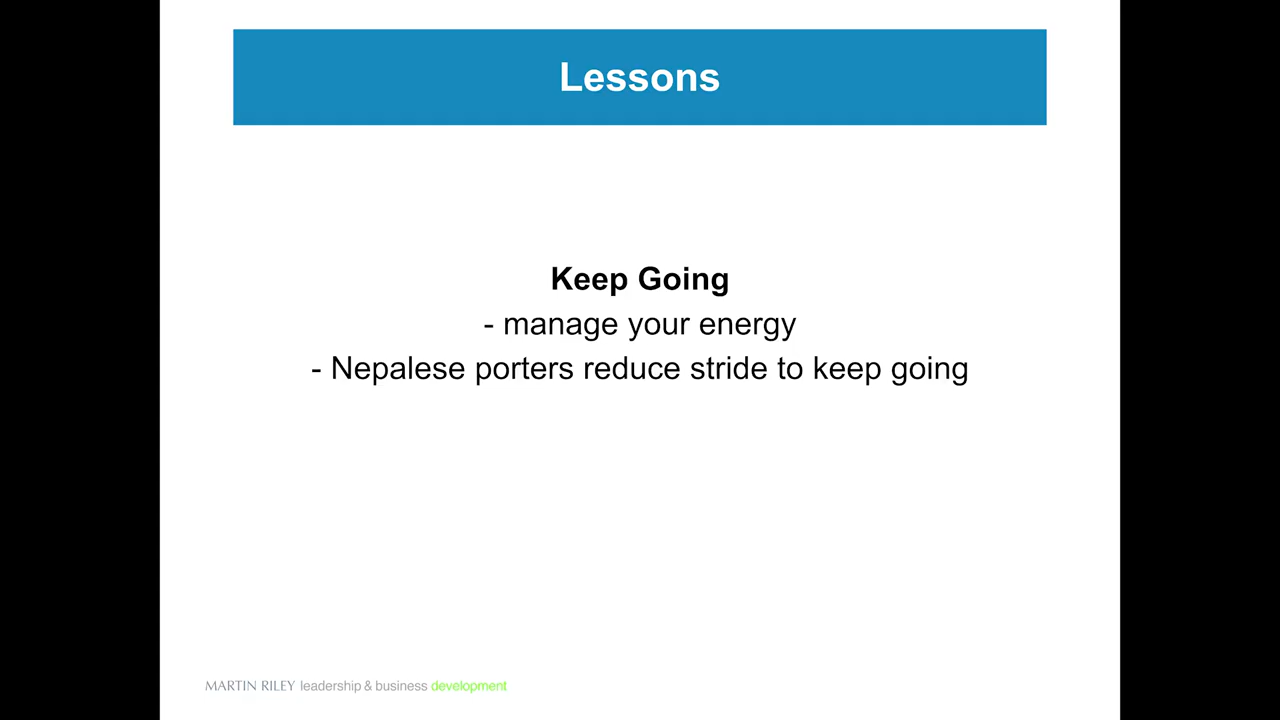 Lessons
Keep Going
- manage your energy
- Nepalese porters reduce stride to keep going
MARTIN RILEY leadership & business development